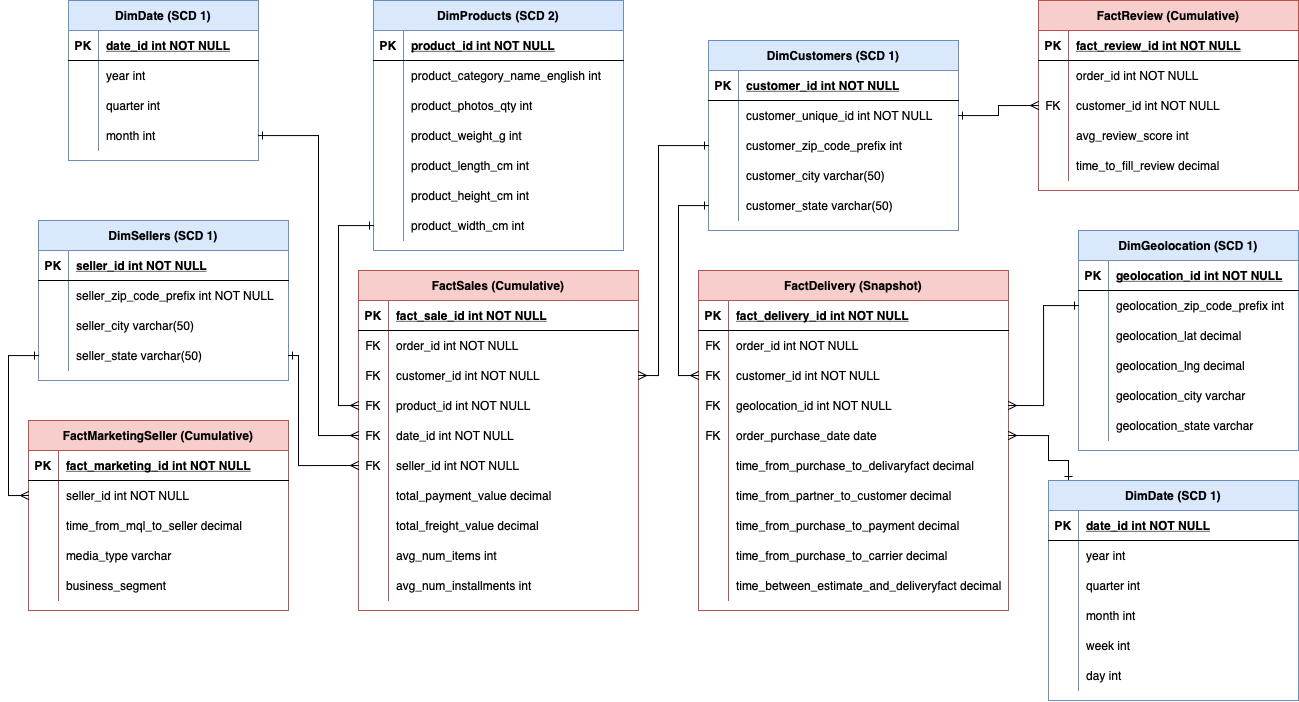 DimDate (SCD 1)
PK date_id int NOT NULL
year int
quarter int
month int
DimProducts (SCD 2)
PK product_id int NOT NULL
product_category_name_english int
product_photos_qty int
product_weight_g int
product_length_cm int
product_height_cm int
product_width_cm int
DimCustomers (SCD 1)
PK customer_id int NOT NULL
customer_unique_id int NOT NULL
customer_zip_code_prefix int
customer_city varchar(50)
customer_state varchar(50)
FactReview (Cumulative)
PK fact_review_id int NOT NULL
order_id int NOT NULL
FK customer_id int NOT NULL
avg_review_score int
time_to_fill_review decimal
DimSellers (SCD 1)
PK seller_id int NOT NULL
seller_zip_code_prefix int NOT NULL
seller_city varchar(50)
seller_state varchar(50)
FactMarketingSeller (Cumulative)
PK fact_marketing_id int NOT NULL
seller_id int NOT NULL
time_from_mql_to_seller decimal
media_type varchar
business_segment
FactSales (Cumulative)
PK fact_sale_id int NOT NULL
FK order_id int NOT NULL
FK customer_id int NOT NULL
FK product_id int NOT NULL
FK date_id int NOT NULL
FK seller_id int NOT NULL
total_payment_value decimal
total_freight_value decimal
avg_num_items int
avg_num_installments int
FactDelivery (Snapshot)
PK fact_delivery_id int NOT NULL
FK order_id int NOT NULL
FK customer_id int NOT NULL
FK geolocation_id int NOT NULL
FK order_purchase_date date
time_from_purchase_to_delivaryfact decimal
time_from_partner_to_customer decimal
time_from_purchase_to_payment decimal
time_from_purchase_to_carrier decimal
time_between_estimate_and_deliveryfact decimal
DimGeolocation (SCD 1)
PK geolocation_id int NOT NULL
geolocation_zip_code_prefix int
geolocation_lat decimal
geolocation_lng decimal
geolocation_city varchar
geolocation_state varchar
DimDate (SCD 1)
PK date_id int NOT NULL
year int
quarter int
month int
week int
day int